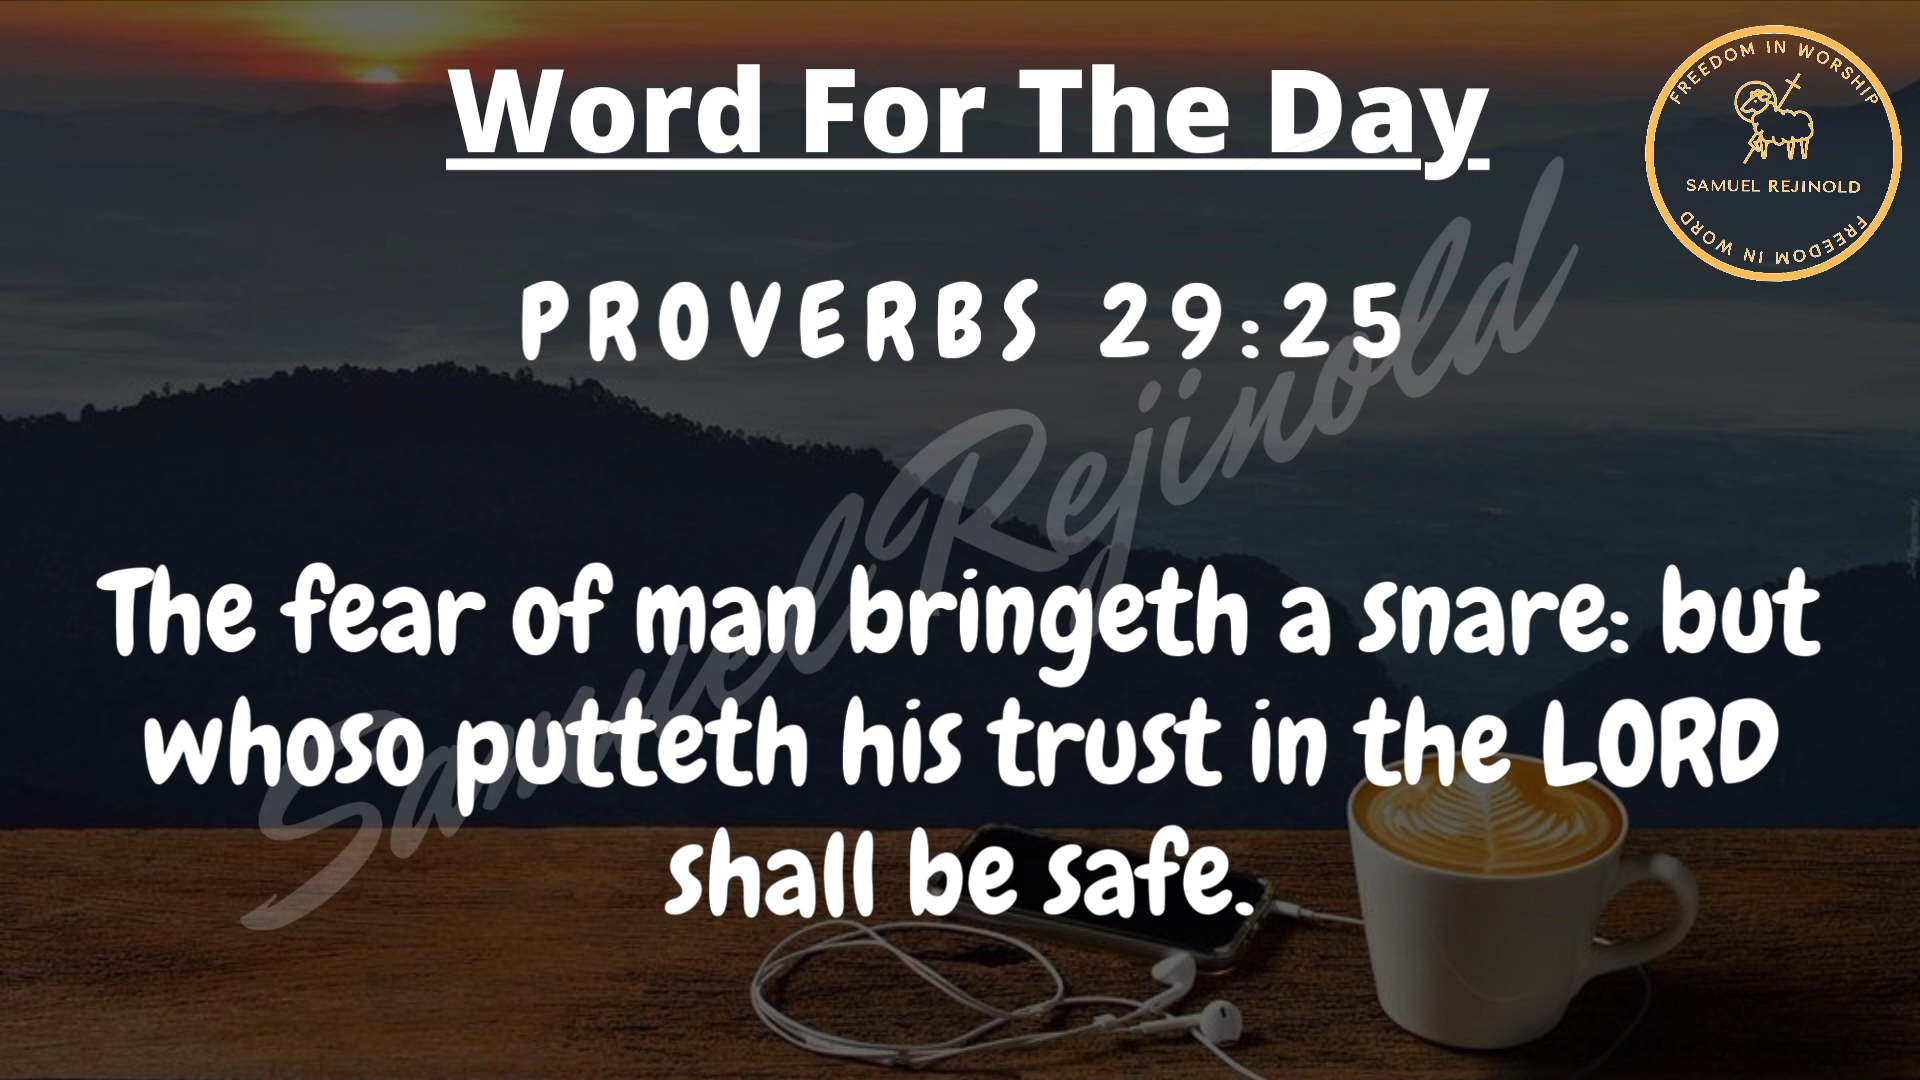 Word For The Day
FREEDOM IN WORSHIP
SAMUEL REJINOLD
FREEDOM IN WORD
PROVERBS 29:25
Samuel Rejinold
The fear of man bringeth a snare: but
whoso putteth his trust in the LORD
shall be safe.